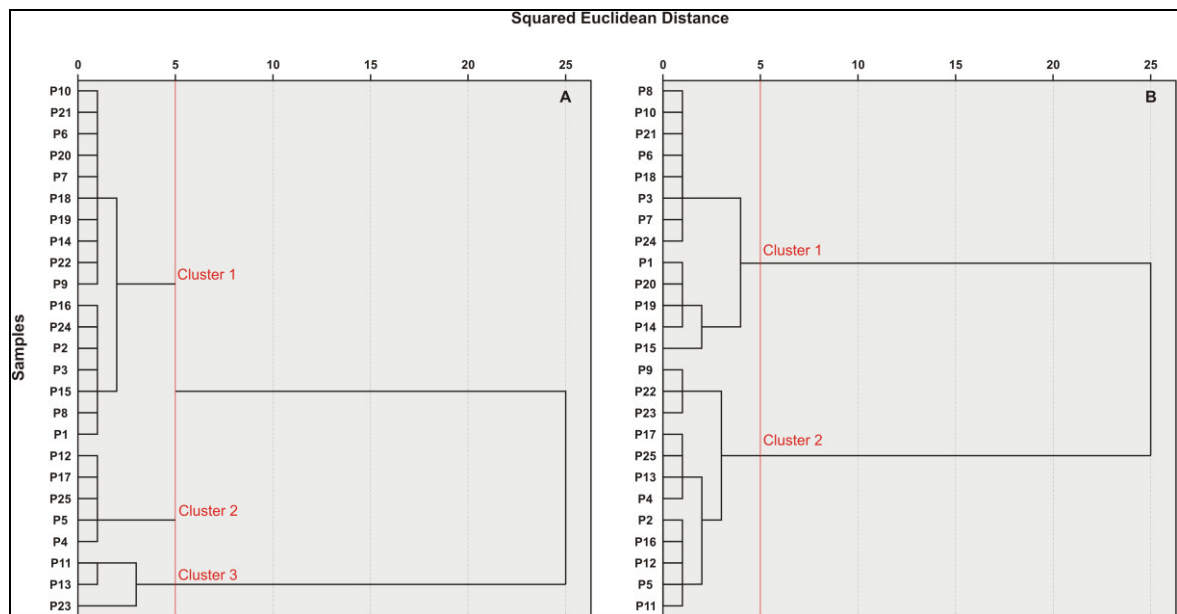 Squared Euclidean Distance
0 5 10 15 20 25
A
P10
P21
P6
P20
P7
P18
P19
P14
P22
P9
P16
P24
P2
P3
P15
P8
P1
P12
P17
P25
P5
P4
P11
P13
P23
Cluster 1
Cluster 2
Cluster 3
Samples
0 5 10 15 20 25
B
P8
P10
P21
P6
P18
P3
P7
P24
P1
P20
P19
P14
P15
P9
P22
P23
P17
P25
P13
P4
P2
P16
P12
P5
P11
Cluster 1
Cluster 2